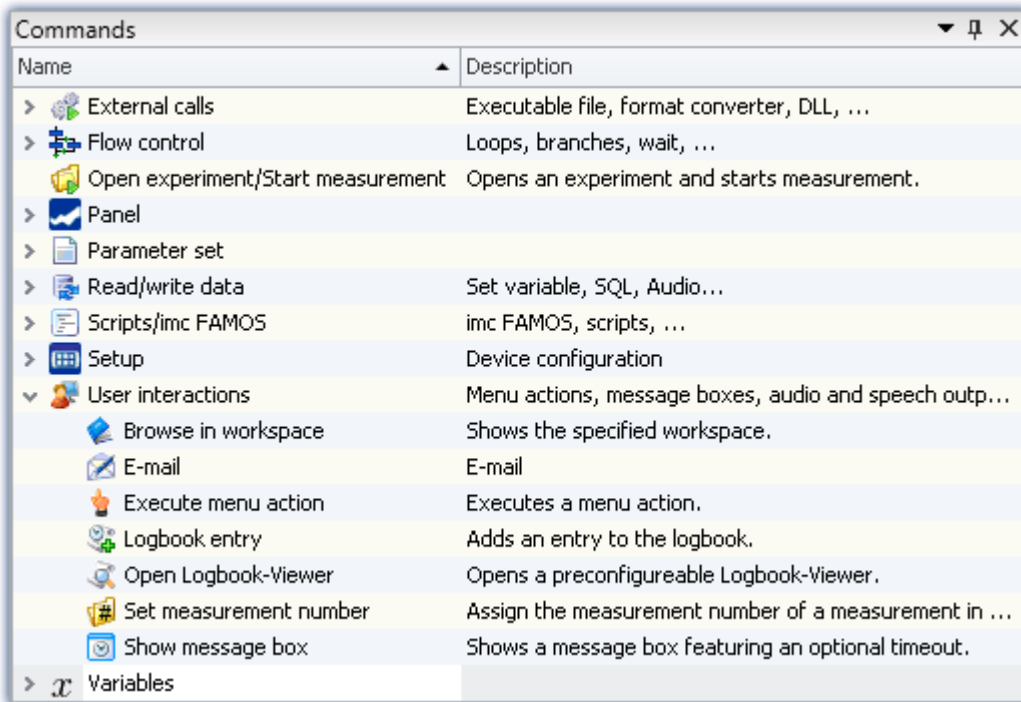 Commands
Name Description
External calls Executable file, format converter, DLL, ...
Flow control Loops, branches, wait, ...
Open experiment/Start measurement Opens an experiment and starts measurement.
Panel
Parameter set
Read/write data Set variable, SQL, Audio...
Scripts/imc FAMOS imc FAMOS, scripts, ...
Setup Device configuration
User interactions Menu actions, message boxes, audio and speech outp...
Browse in workspace Shows the specified workspace.
E-mail E-mail
Execute menu action Executes a menu action.
Logbook entry Adds an entry to the logbook.
Open Logbook-Viewer Opens a preconfigureable Logbook-Viewer.
# Set measurement number Assign the measurement number of a measurement in ...
Show message box Shows a message box featuring an optional timeout.
x Variables